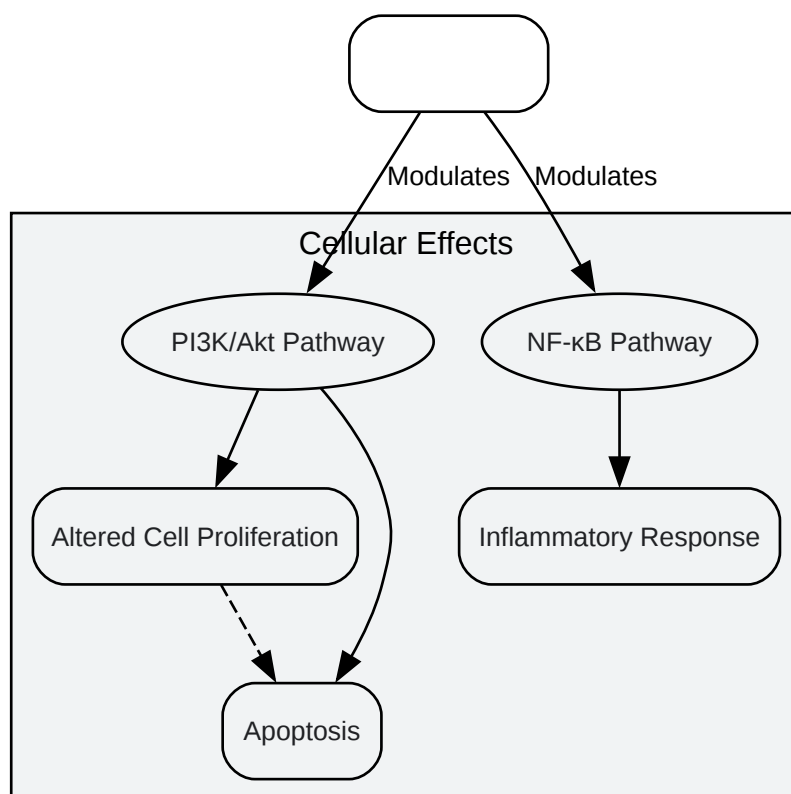 Modulates
Modulates
Cellular Effects
PI3K/Akt Pathway
NF-κB Pathway
Altered Cell Proliferation
Inflammatory Response
Apoptosis